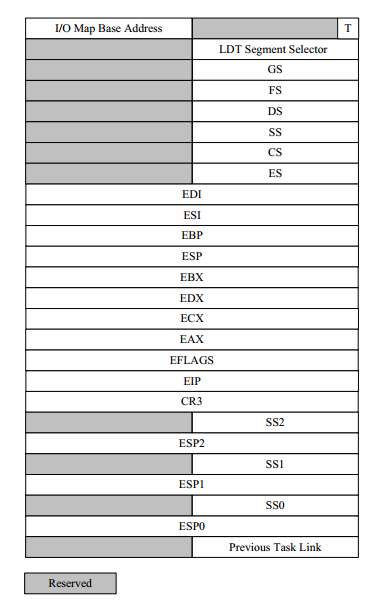 I/O Map Base Address T
LDT Segment Selector
GS
FS
DS
SS
CS
ES
EDI
ESI
EBP
ESP
EBX
EDX
ECX
EAX
EFLAGS
EIP
CR3
SS2
ESP2
SS1
ESP1
SS0
ESP0
Previous Task Link
Reserved